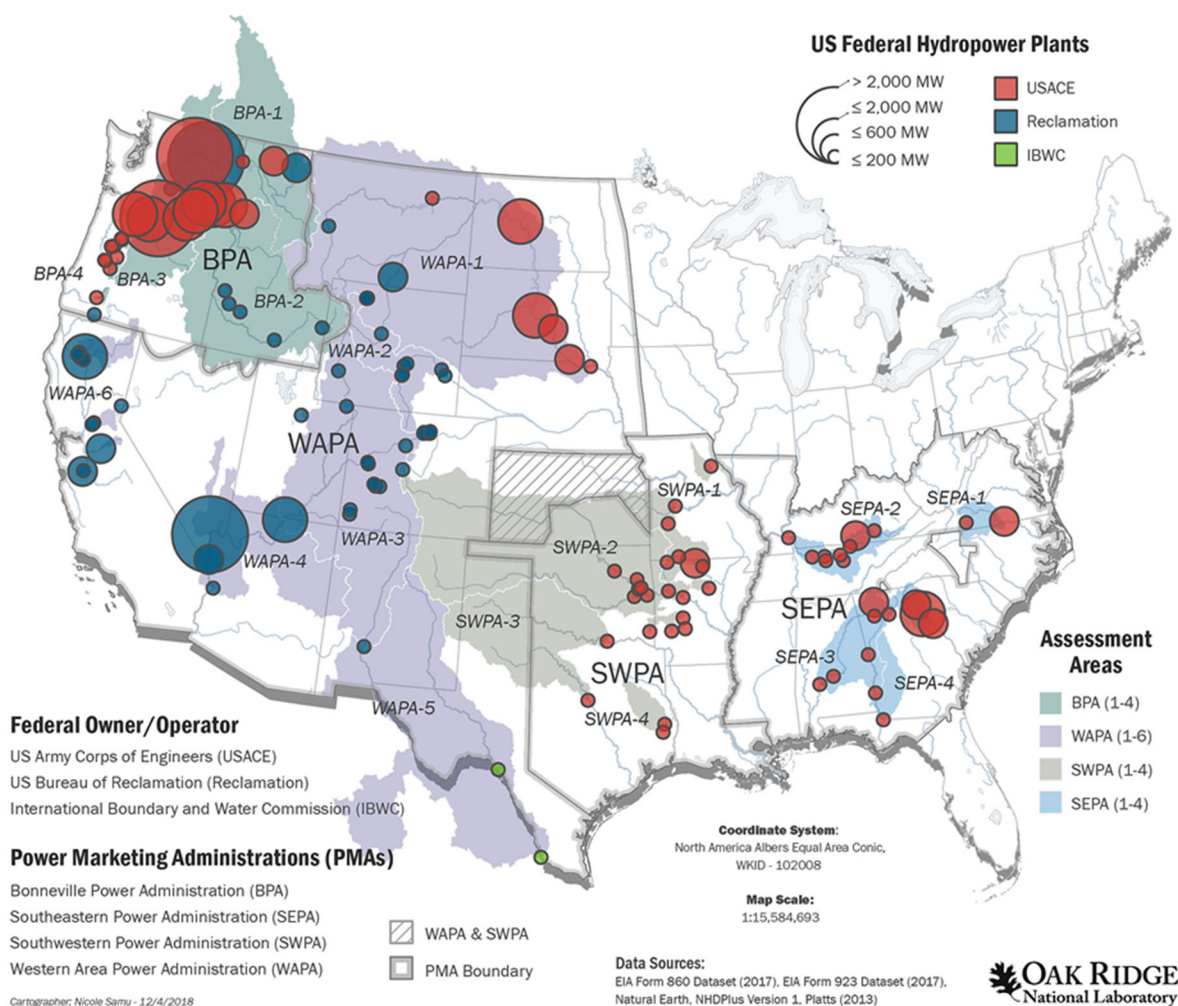 US Federal Hydropower Plants
> 2,000 MW
≤ 2,000 MW
≤ 600 MW
≤ 200 MW
USACE
Reclamation
IBWC
BPA-1
BPA-4
BPA-3
BPA
BPA-2
WAPA-1
WAPA-2
WAPA-6
WAPA
WAPA-4
WAPA-3
WAPA-5
SWPA-1
SWPA-2
SWPA-3
SWPA
SWPA-4
SEPA-1
SEPA-2
SEPA
SEPA-3
SEPA-4
Assessment
Areas
BPA (1-4)
WAPA (1-6)
SWPA (1-4)
SEPA (1-4)
Federal Owner/Operator
US Army Corps of Engineers (USACE)
US Bureau of Reclamation (Reclamation)
International Boundary and Water Commission (IBWC)
Power Marketing Administrations (PMAs)
Bonneville Power Administration (BPA)
Southeastern Power Administration (SEPA)
Southwestern Power Administration (SWPA)
Western Area Power Administration (WAPA)
WAPA & SWPA
PMA Boundary
Coordinate System:
North America Albers Equal Area Conic,
WKID - 102008
Map Scale:
1:15,584,693
Data Sources:
EIA Form 860 Dataset (2017), EIA Form 923 Dataset (2017),
Natural Earth, NHDPlus Version 1, Platts (2013)
OAK RIDGE
National Laboratory
Cartographer: Nicole Samu - 12/4/2018